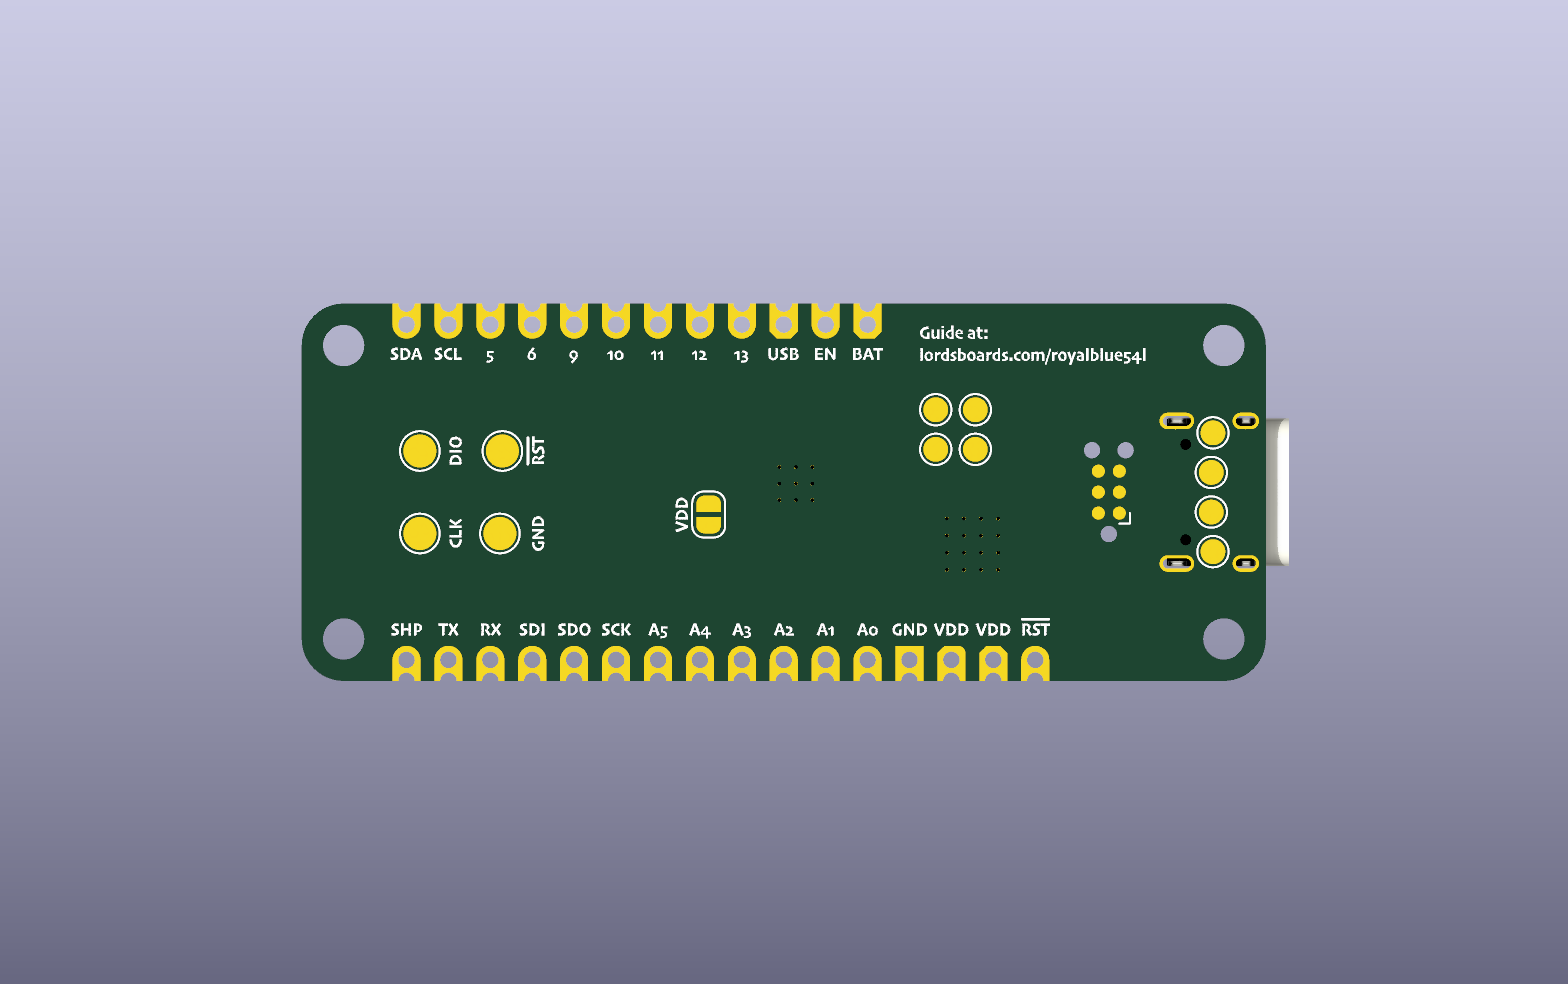 SDA SCL 5 6 9 10 11 12 13 USB EN BAT
Guide at:
lordsboards.com/royalblue54l
DIO RST
VDD
CLK GND
SHP TX RX SDI SDO SCK A5 A4 A3 A2 A1 A0 GND VDD VDD RST